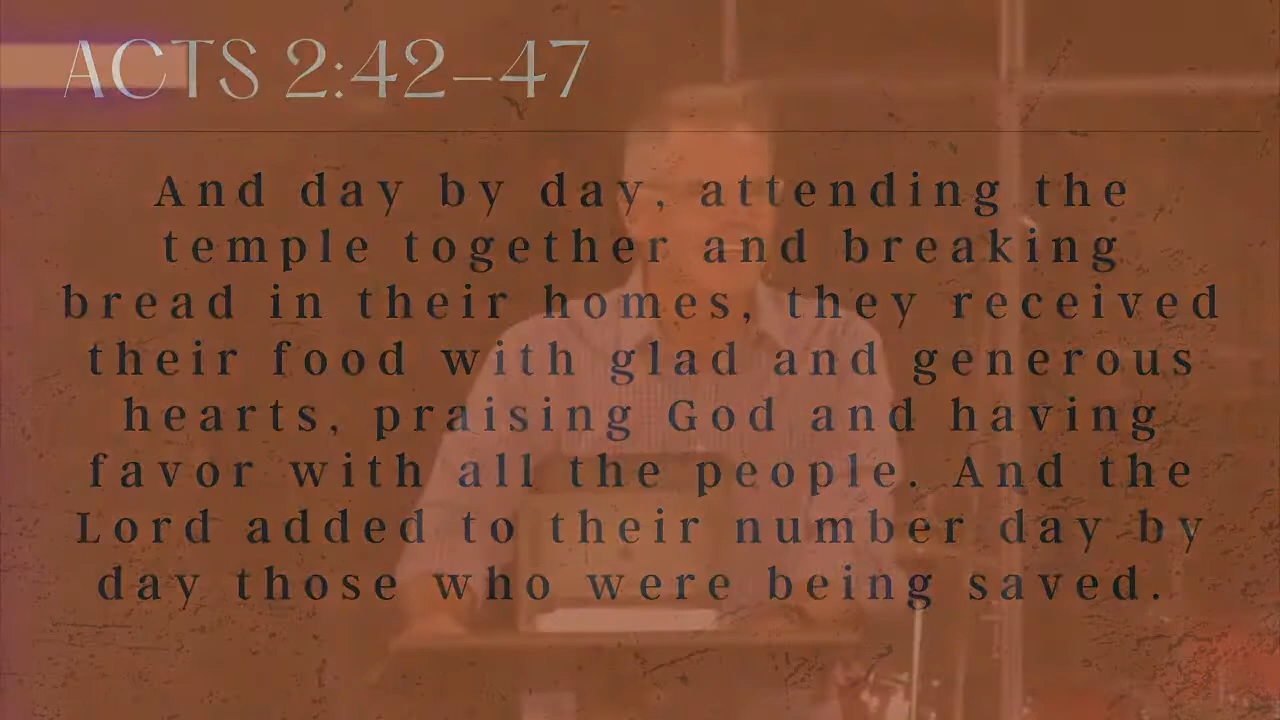 ACTS 2:42–47
And day by day, attending the
temple together and breaking
bread in their homes, they received
their food with glad and generous
hearts, praising God and having
favor with all the people. And the
Lord added to their number day by
day those who were being saved.